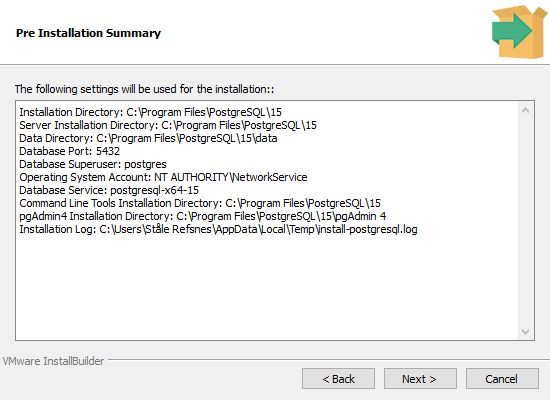 Pre Installation Summary
The following settings will be used for the installation::
Installation Directory: C:\Program Files\PostgreSQL\15
Server Installation Directory: C:\Program Files\PostgreSQL\15
Data Directory: C:\Program Files\PostgreSQL\15\data
Database Port: 5432
Database Superuser: postgres
Operating System Account: NT AUTHORITY\NetworkService
Database Service: postgresql-x64-15
Command Line Tools Installation Directory: C:\Program Files\PostgreSQL\15
pgAdmin4 Installation Directory: C:\Program Files\PostgreSQL\15\pgAdmin 4
Installation Log: C:\Users\Ståle Refsnes\AppData\Local\Temp\install-postgresql.log
VMware InstallBuilder
< Back
Next >
Cancel